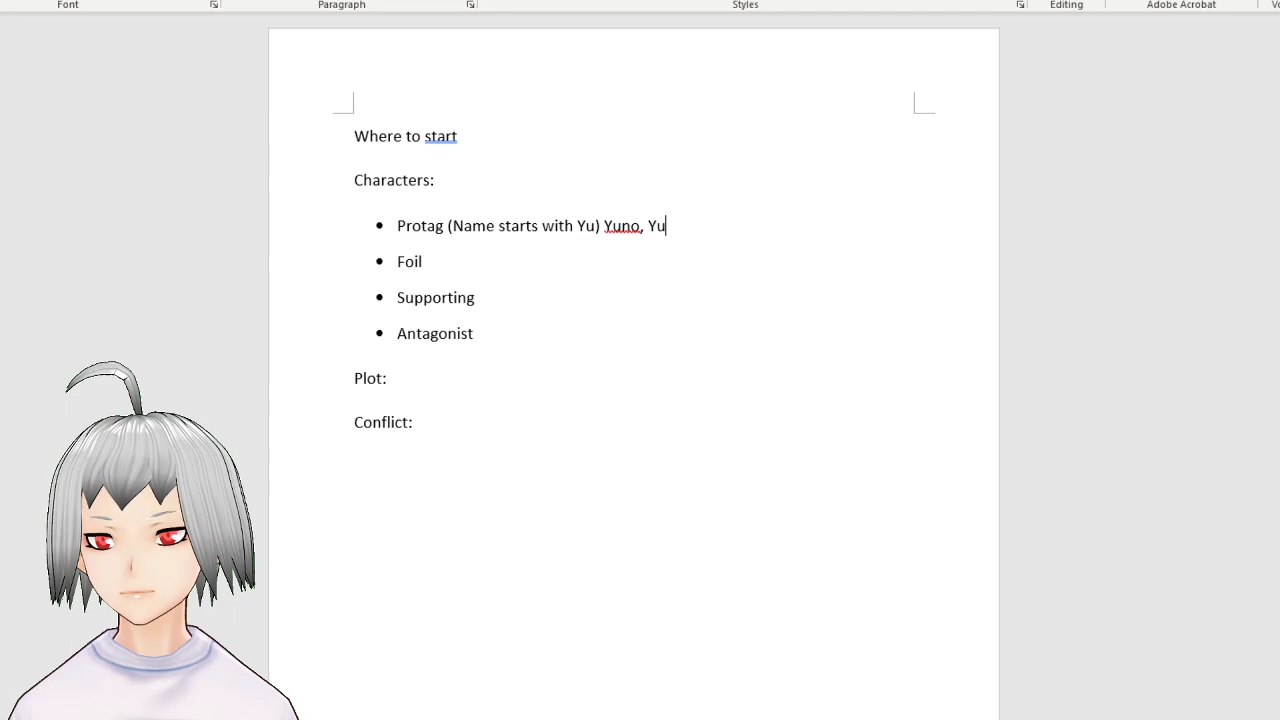 Font Paragraph Styles Editing Adobe Acrobat
Where to start
Characters:
• Protag (Name starts with Yu) Yuno, Yu
• Foil
• Supporting
• Antagonist
Plot:
Conflict: